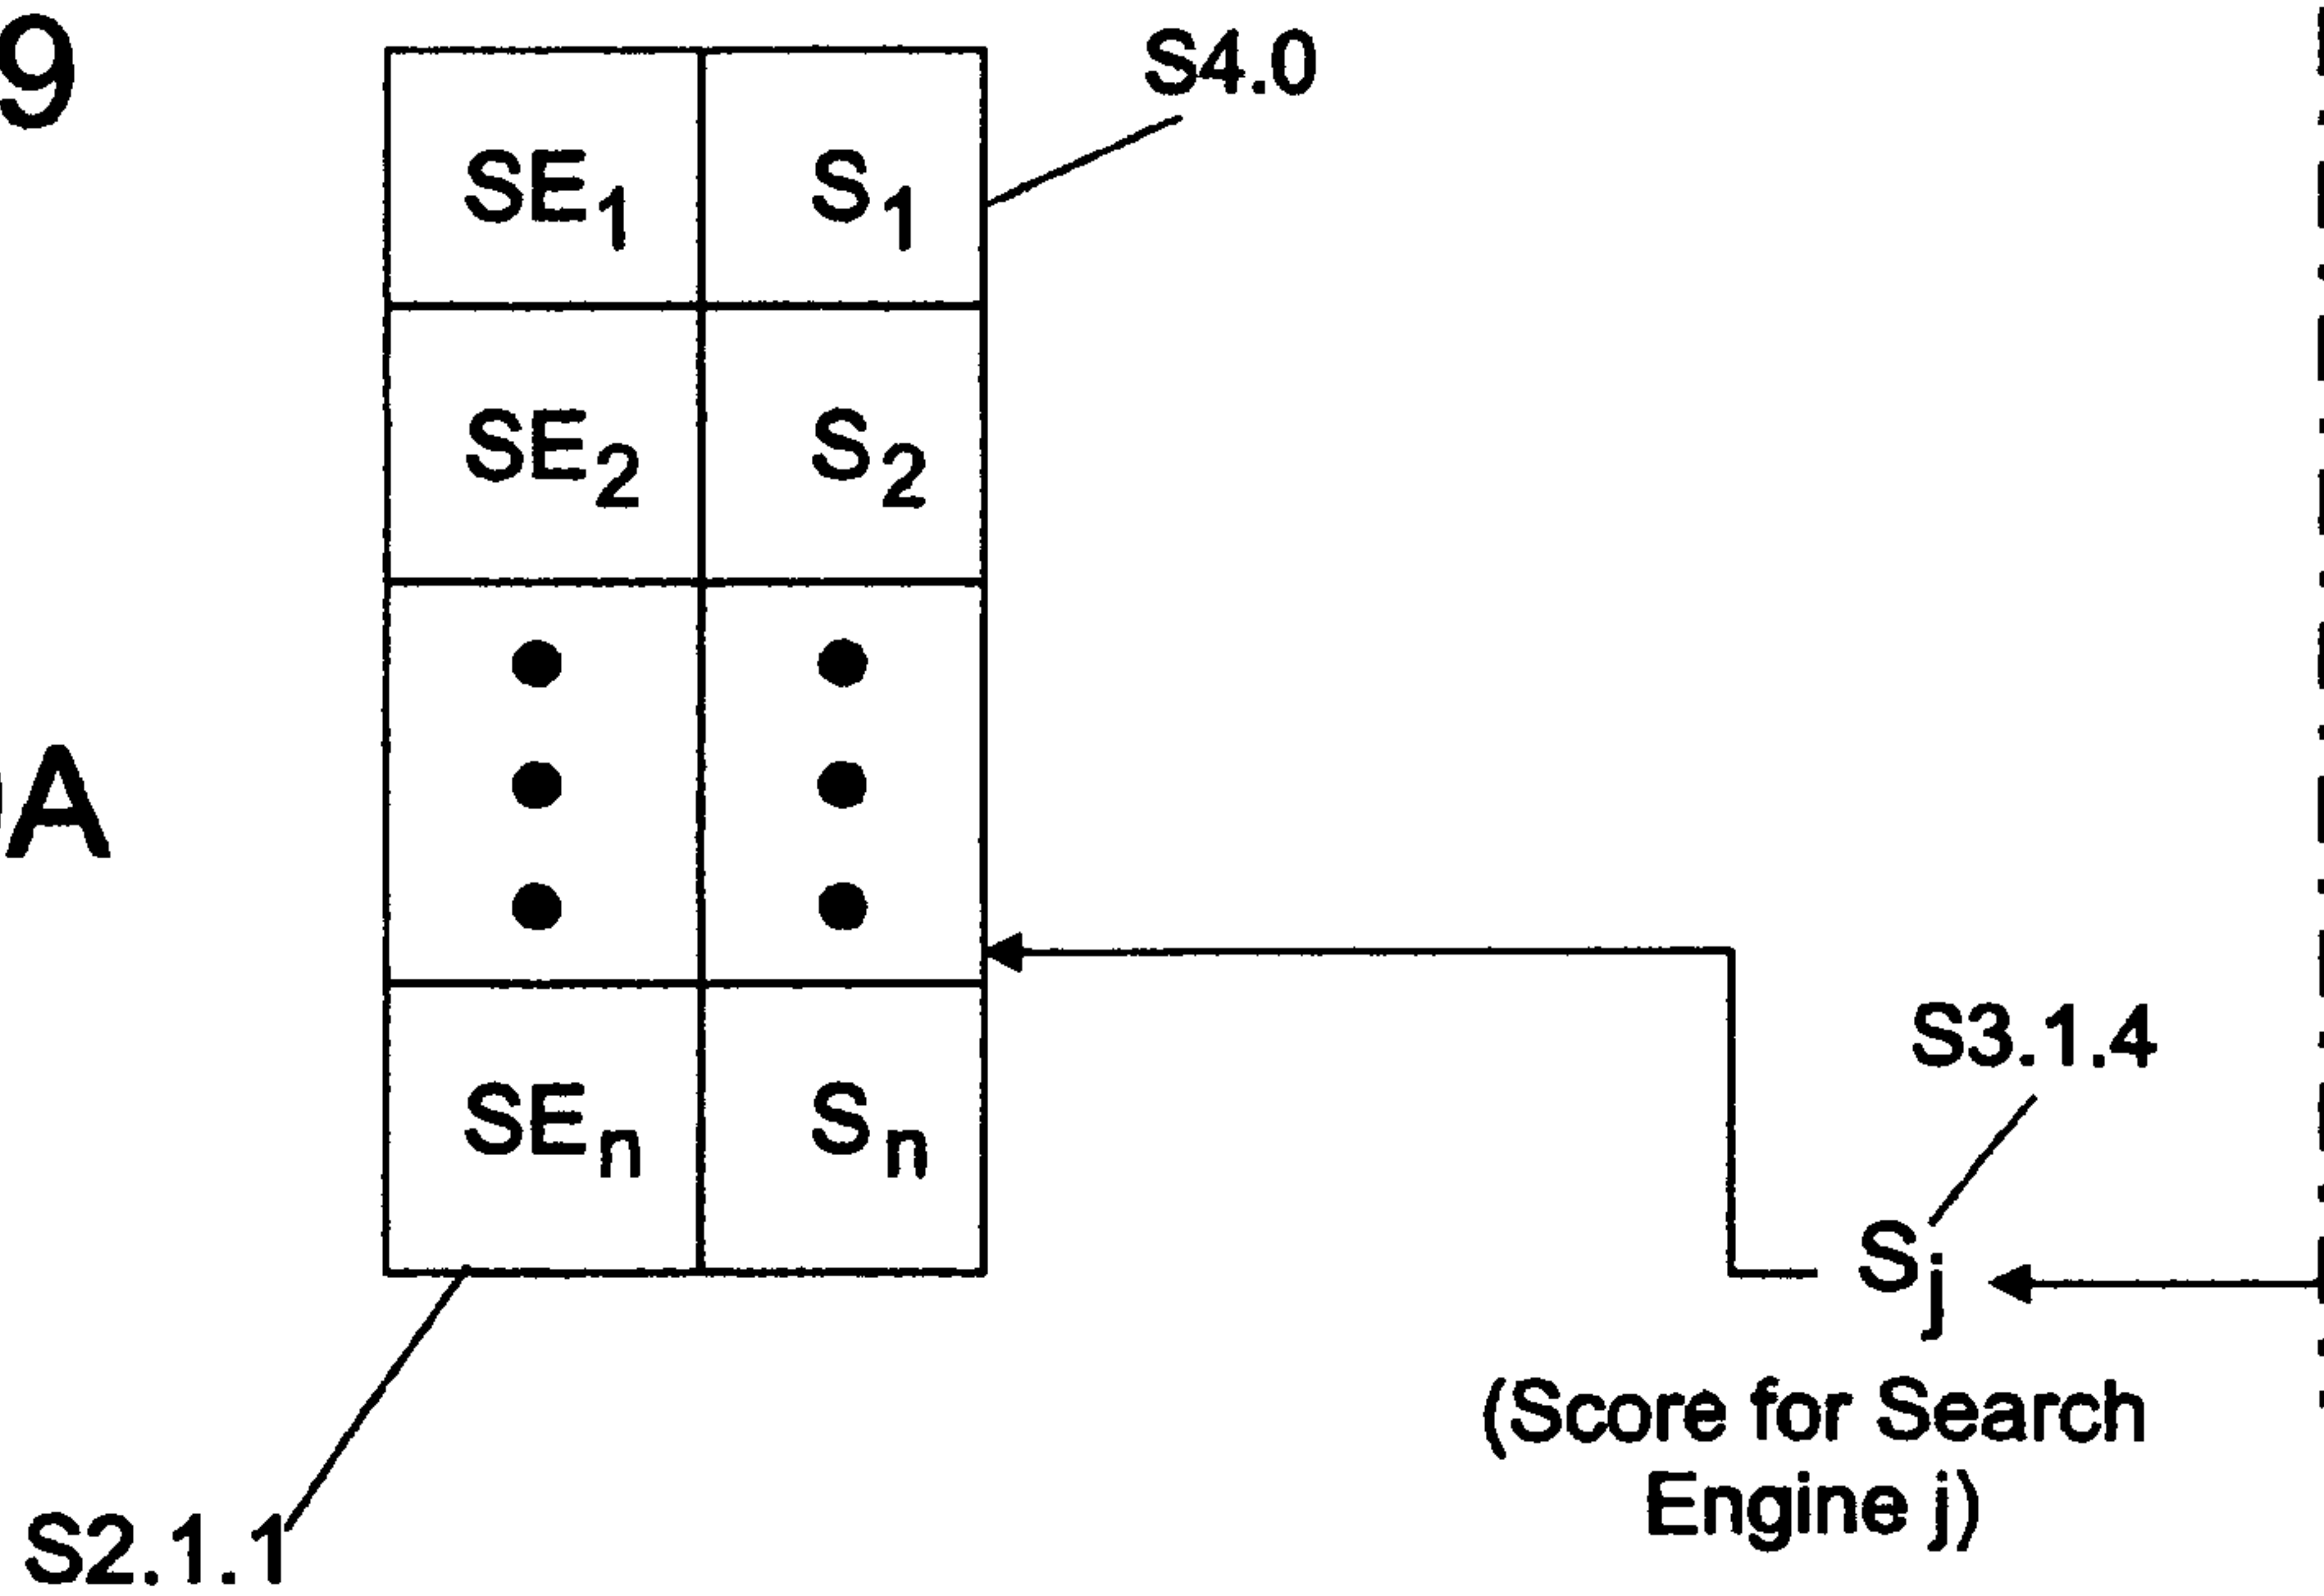 9
S4.0
SE1 S1
SE2 S2
A
SEn Sn
S3.1.4
Sj
(Score for Search
Engine j)
S2.1.1